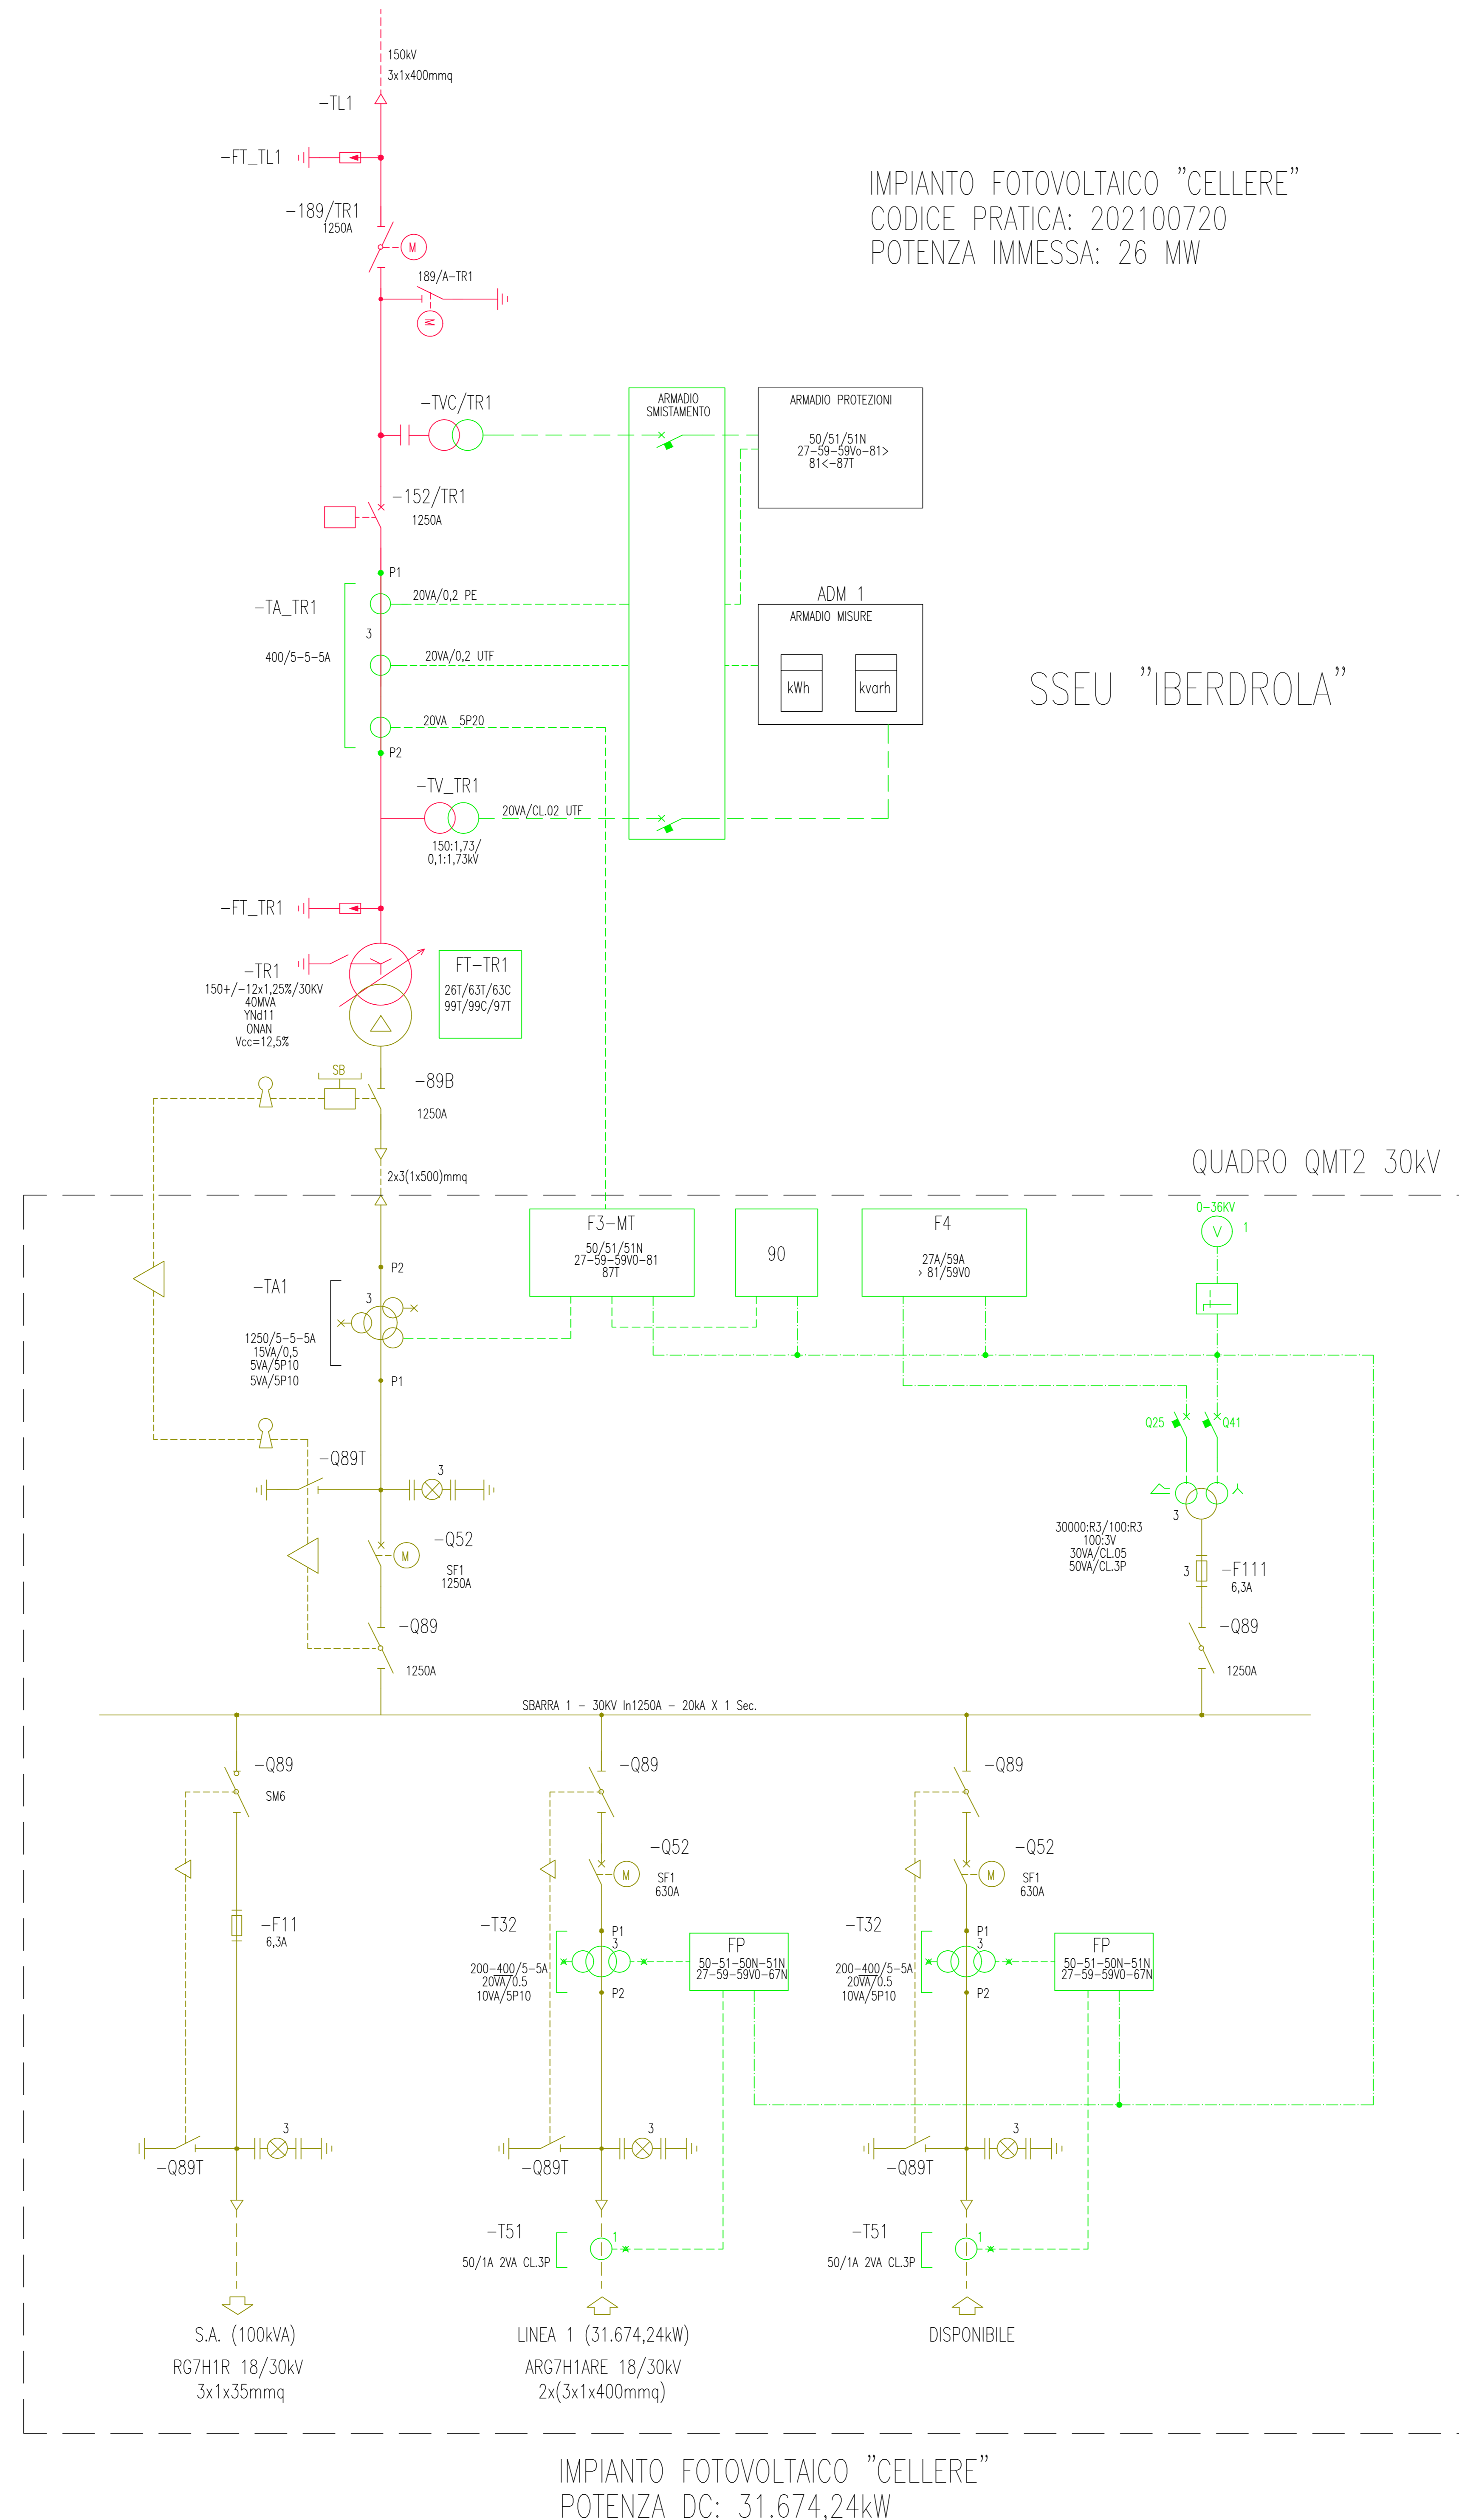 150kV
3x1x400mmq
-TL1
-FT_TL1
-189/TR1
1250A
M
189/A-TR1
M
IMPIANTO FOTOVOLTAICO "CELLERE"
CODICE PRATICA: 202100720
POTENZA IMMESSA: 26 MW
-TVC/TR1
ARMADIO
SMISTAMENTO
ARMADIO PROTEZIONI
50/51/51N
27-59-59Vo-81>
81<-87T
-152/TR1
1250A
P1
-TA_TR1
400/5-5-5A
3
20VA/0,2 PE
20VA/0,2 UTF
20VA 5P20
P2
ADM 1
ARMADIO MISURE
kWh
kvarh
SSEU "IBERDROLA"
-TV_TR1
20VA/CL.02 UTF
150:1,73/
0,1:1,73kV
-FT_TR1
-TR1
150+/-12x1,25%/30KV
40MVA
YNd11
ONAN
Vcc=12,5%
FT-TR1
26T/63T/63C
99T/99C/97T
SB
-89B
1250A
2x3(1x500)mmq
QUADRO QMT2 30kV
F3-MT
50/51/51N
27-59-59V0-81
87T
90
F4
27A/59A
> 81/59V0
0-36KV
V
1
P2
-TA1
3
1250/5-5-5A
15VA/0,5
5VA/5P10
5VA/5P10
P1
Q25
Q41
-Q89T
3
-Q52
M
SF1
1250A
3
30000:R3/100:R3
100:3V
30VA/CL.05
50VA/CL.3P
3
-F111
6,3A
-Q89
1250A
-Q89
1250A
SBARRA 1 - 30KV In1250A - 20kA X 1 Sec.
-Q89
SM6
-Q89
-Q89
-Q52
M
SF1
630A
-Q52
M
SF1
630A
-F11
6,3A
-T32
200-400/5-5A
20VA/0.5
10VA/5P10
P1
3
P2
FP
50-51-50N-51N
27-59-59V0-67N
-T32
200-400/5-5A
20VA/0.5
10VA/5P10
P1
3
P2
FP
50-51-50N-51N
27-59-59V0-67N
3
-Q89T
3
-Q89T
3
-Q89T
-T51
1
50/1A 2VA CL.3P
-T51
1
50/1A 2VA CL.3P
S.A. (100kVA)
RG7H1R 18/30kV
3x1x35mmq
LINEA 1 (31.674,24kW)
ARG7H1ARE 18/30kV
2x(3x1x400mmq)
DISPONIBILE
IMPIANTO FOTOVOLTAICO "CELLERE"
POTENZA DC: 31.674,24kW